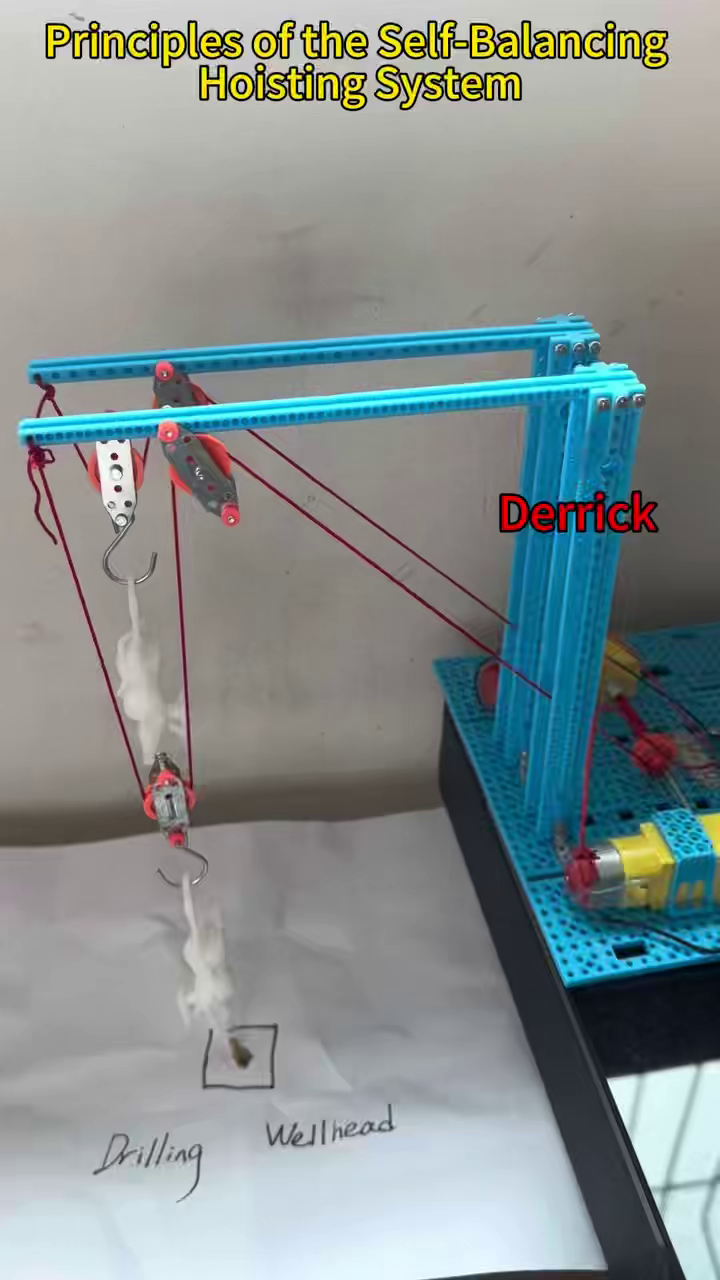 Principles of the Self-Balancing
Hoisting System
Derrick
Drilling Wellhead